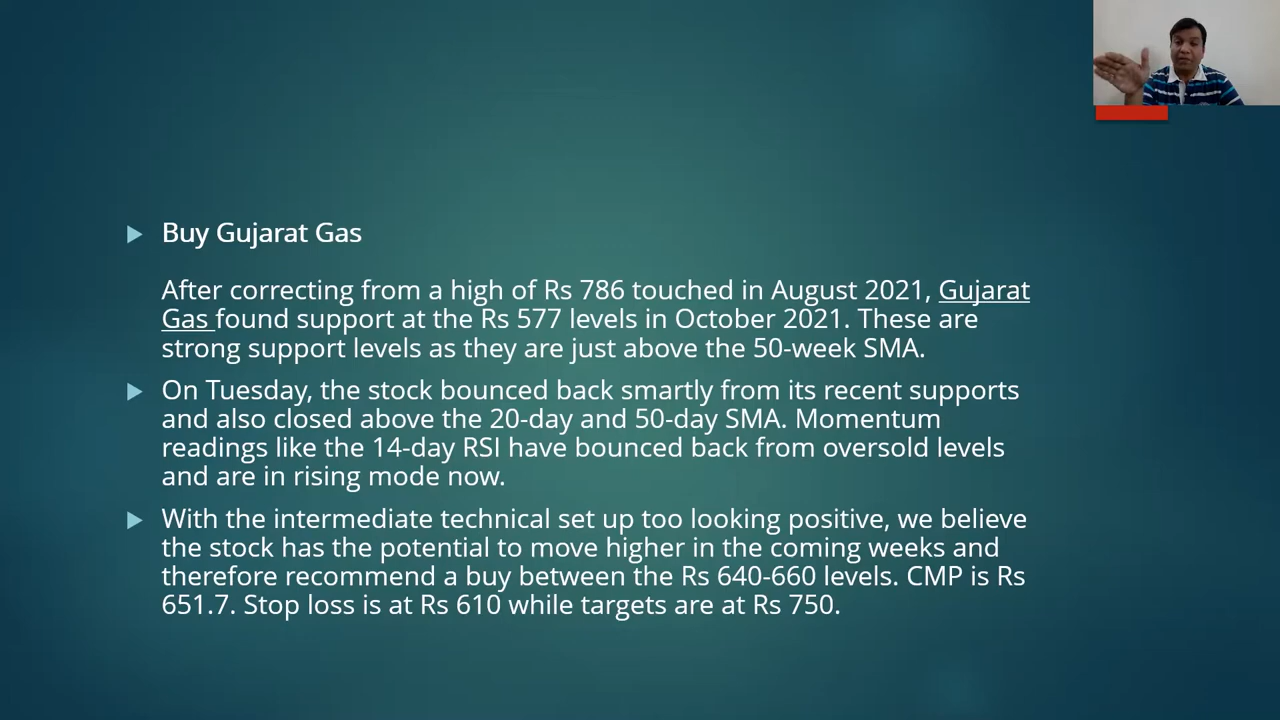 Buy Gujarat Gas
After correcting from a high of Rs 786 touched in August 2021, Gujarat
Gas found support at the Rs 577 levels in October 2021. These are
strong support levels as they are just above the 50-week SMA.
On Tuesday, the stock bounced back smartly from its recent supports
and also closed above the 20-day and 50-day SMA. Momentum
readings like the 14-day RSI have bounced back from oversold levels
and are in rising mode now.
With the intermediate technical set up too looking positive, we believe
the stock has the potential to move higher in the coming weeks and
therefore recommend a buy between the Rs 640-660 levels. CMP is Rs
651.7. Stop loss is at Rs 610 while targets are at Rs 750.